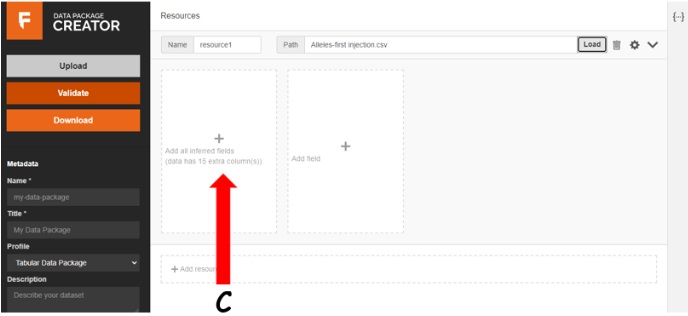 DATA PACKAGE
CREATOR
Upload
Validate
Download
Metadata
Name *
my-data-package
Title *
My Data Package
Profile
Tabular Data Package
Description
Describe your dataset
Resources
Name resource1 Path Alleles-first injection.csv Load
Add all inferred fields
(data has 15 extra column(s))
Add field
+ Add resour
C
{··}